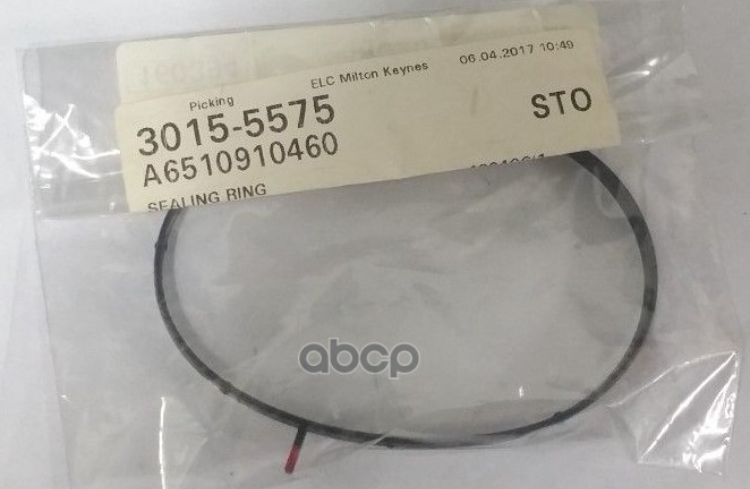 ELC Milton Keynes 06.04.2017 10:49
Picking
3015-5575 STO
A6510910460
SEALING RING
abcp